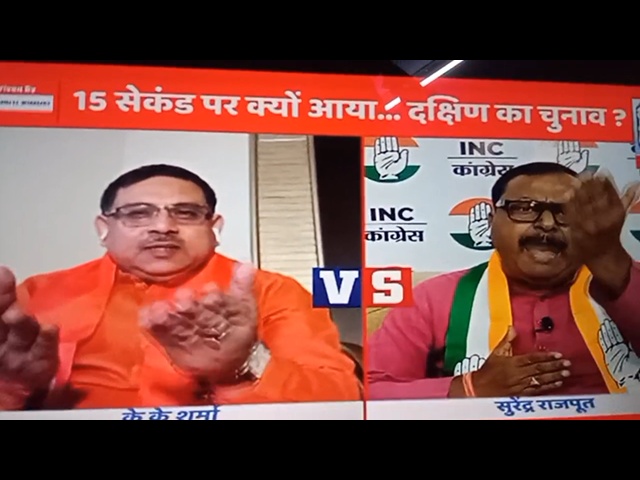 15 सेकंड पर क्यों आया... दक्षिण का चुनाव ?
INC
कांग्रेस
INC
कांग्रेस
VS
के के शर्मा
सुरेंद्र राजपूत